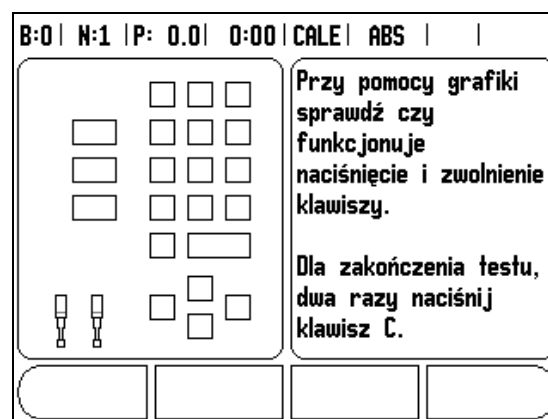 B:0| N:1 |P: 0.0| 0:00|CALE| ABS | |
Przy pomocy grafiki
sprawdź czy
funkcjonuje
naciśnięcie i zwolnienie
klawiszy.
Dla zakończenia testu,
dwa razy naciśnij
klawisz C.